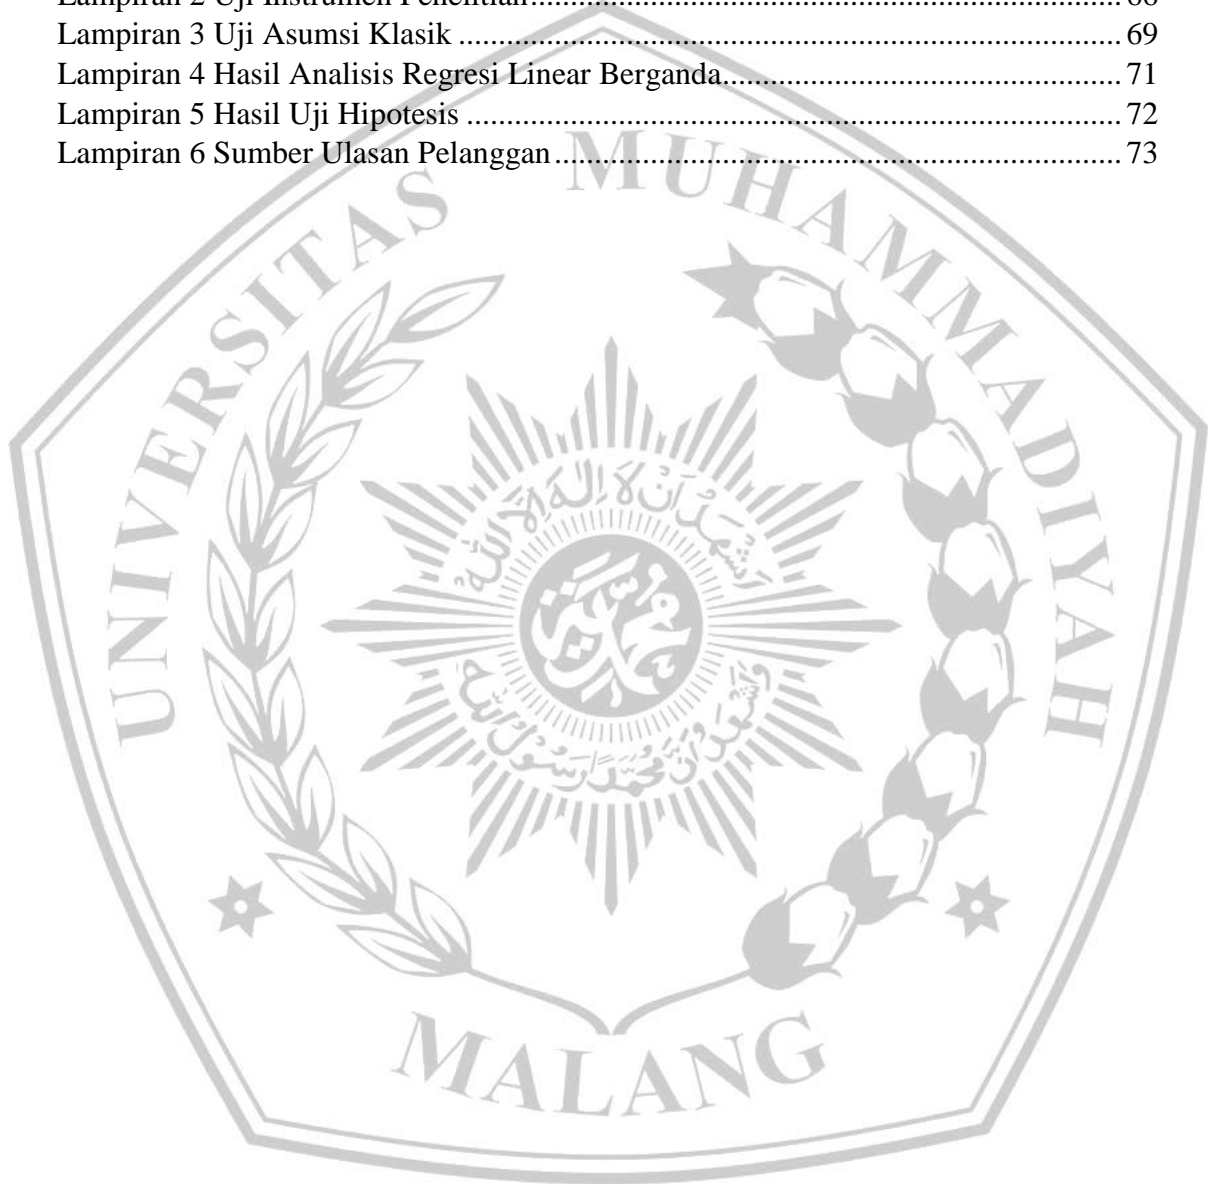 Lampiran 2 Uji Instrumen Penelitian
Lampiran 3 Uji Asumsi Klasik ........................................................................................ 69
Lampiran 4 Hasil Analisis Regresi Linear Berganda..................................................... 71
Lampiran 5 Hasil Uji Hipotesis ....................................................................................... 72
Lampiran 6 Sumber Ulasan Pelanggan ........................................................................... 73
UNIVERSITAS MUHAMMADIYAH
MALANG